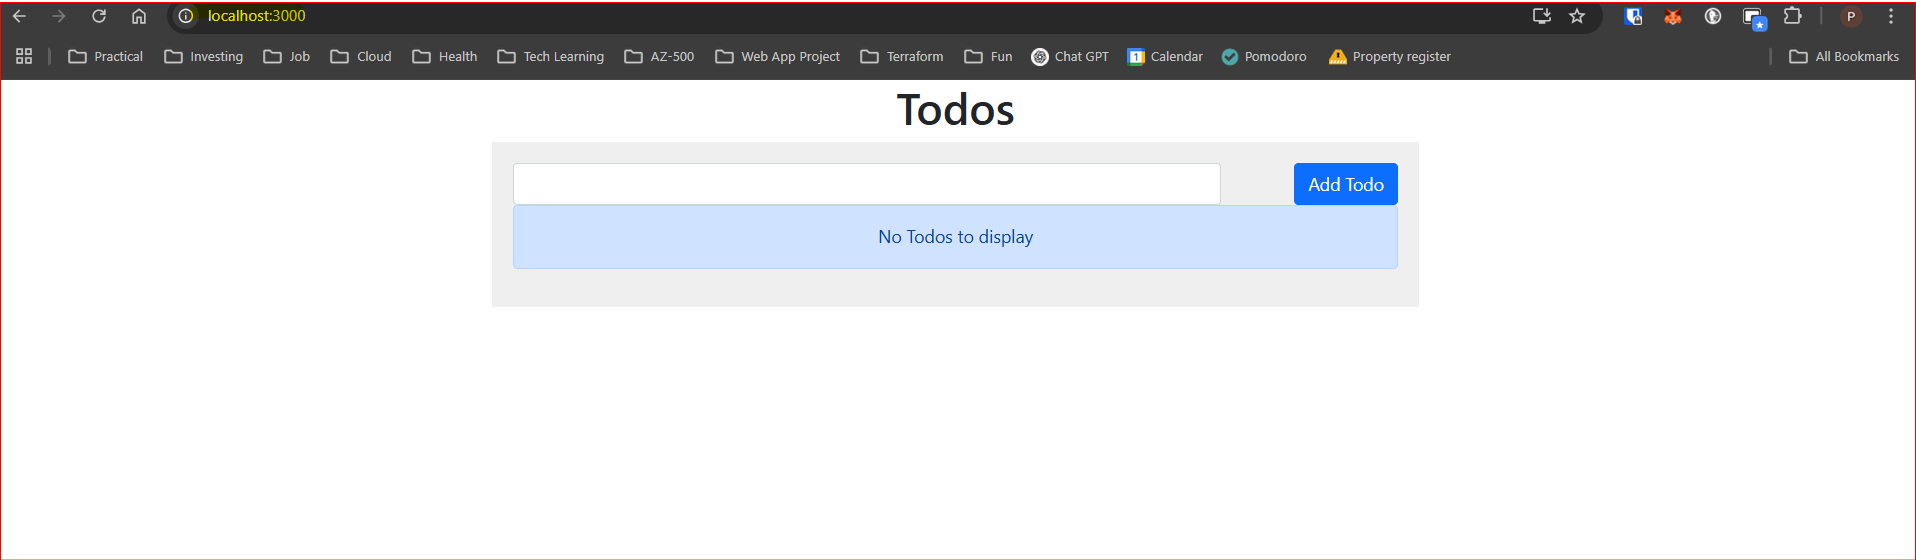 localhost:3000
P
Practical Investing Job Cloud Health Tech Learning AZ-500 Web App Project Terraform Fun Chat GPT 1 Calendar Pomodoro Property register All Bookmarks
Todos
Add Todo
No Todos to display